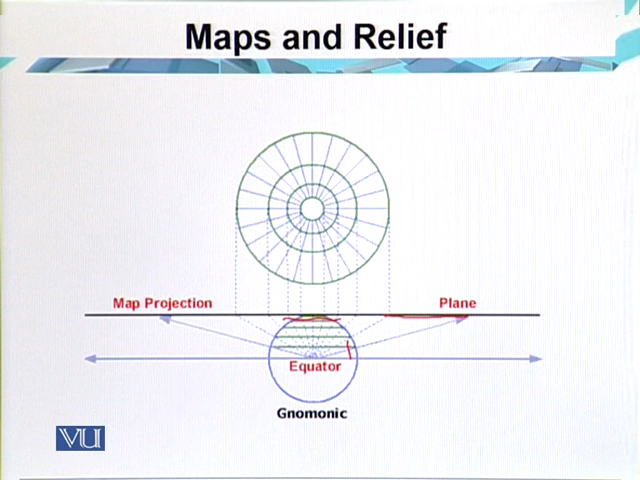 Maps and Relief
Map Projection
Plane
Equator
Gnomonic
VU